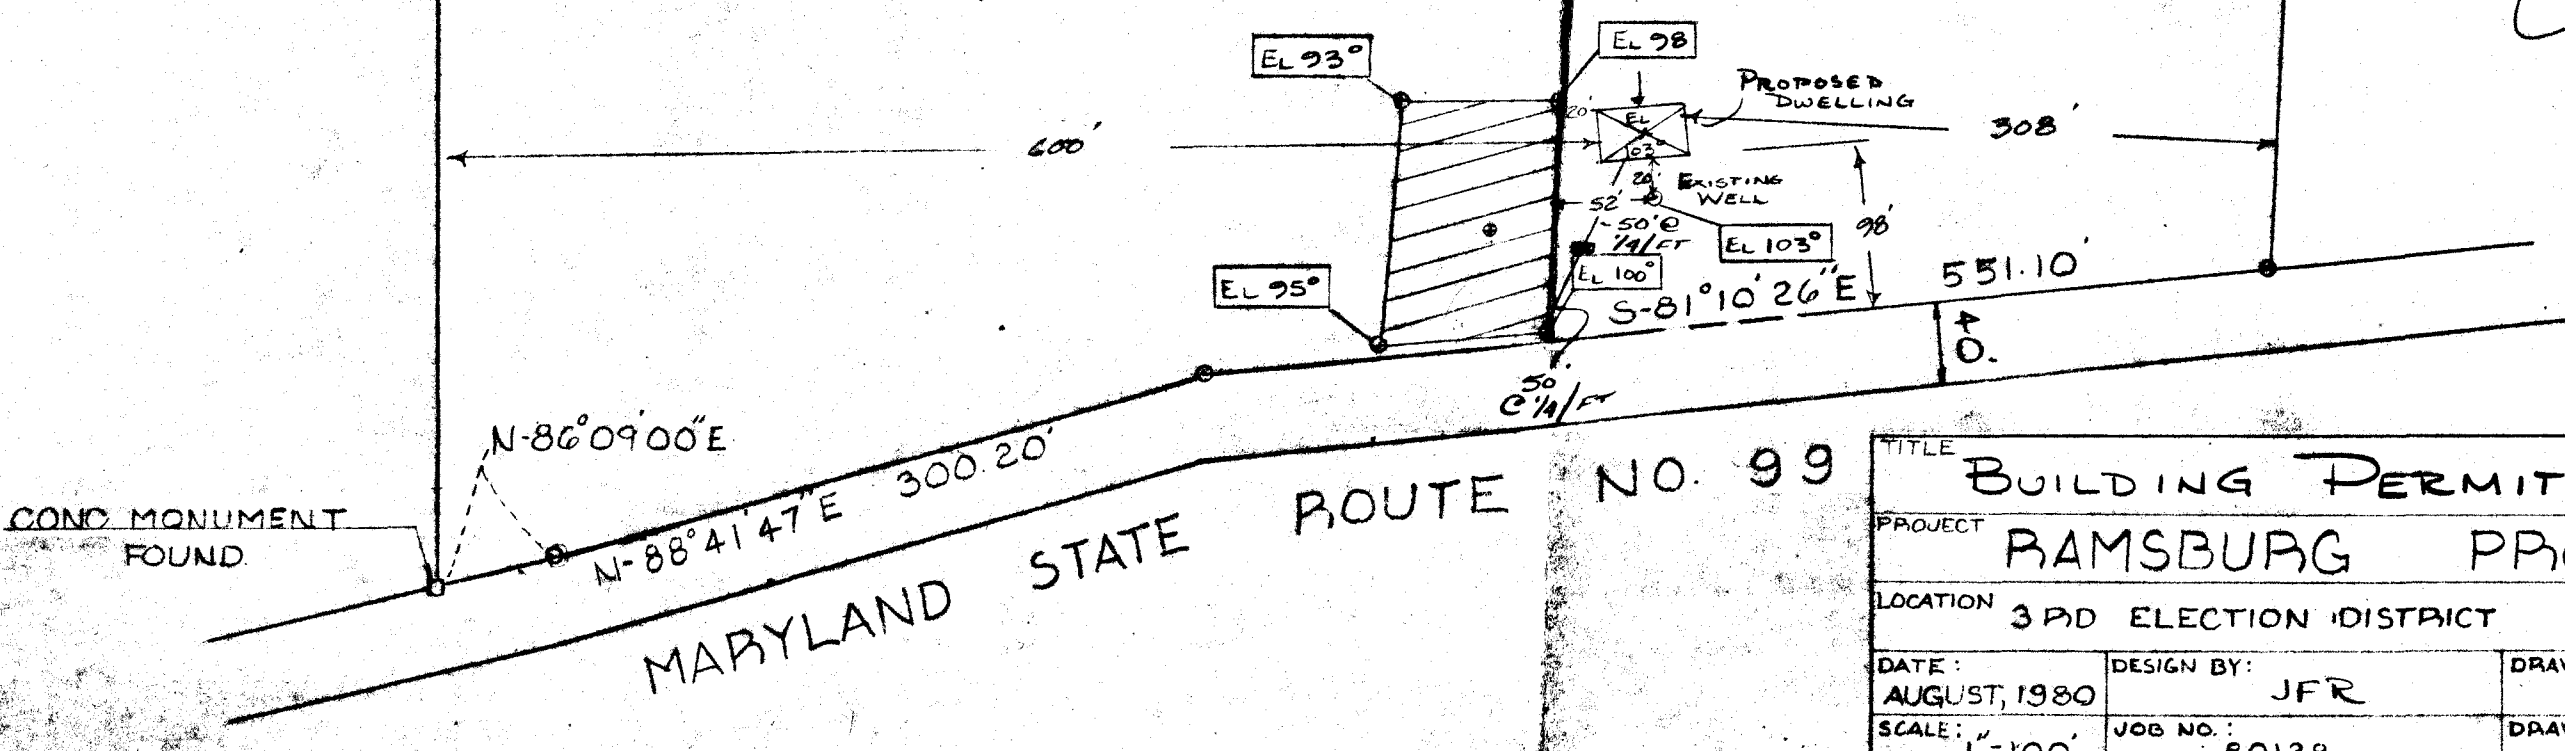 EL 93°
EL 98
PROPOSED
DWELLING
600'
20'
EL
103°
308'
20'
EXISTING
WELL
52'
-50'@
1/4/FT
EL 103°
98'
EL 95°
EL 100°
S-81°10'26"E
551.10'
40.
50'
@ 1/4/FT
N-86°09'00"E
CONC MONUMENT
FOUND.
N-88°41'47"E
300.20'
MARYLAND STATE ROUTE NO. 99
TITLE
BUILDING PERMIT
PROJECT
RAMSBURG
LOCATION
3RD ELECTION DISTRICT
DATE:
AUGUST, 1980
DESIGN BY:
JFR
SCALE:
1"=100'
JOB NO.: